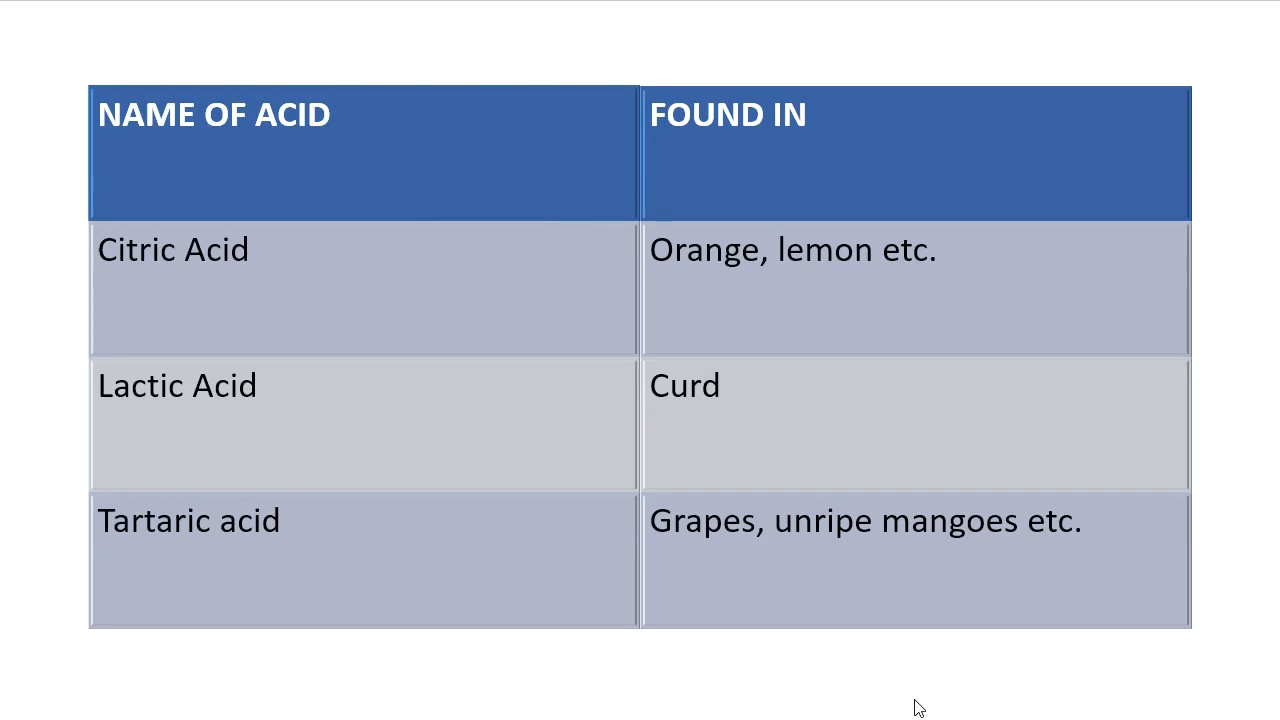 NAME OF ACID
FOUND IN
Citric Acid
Orange, lemon etc.
Lactic Acid
Curd
Tartaric acid
Grapes, unripe mangoes etc.